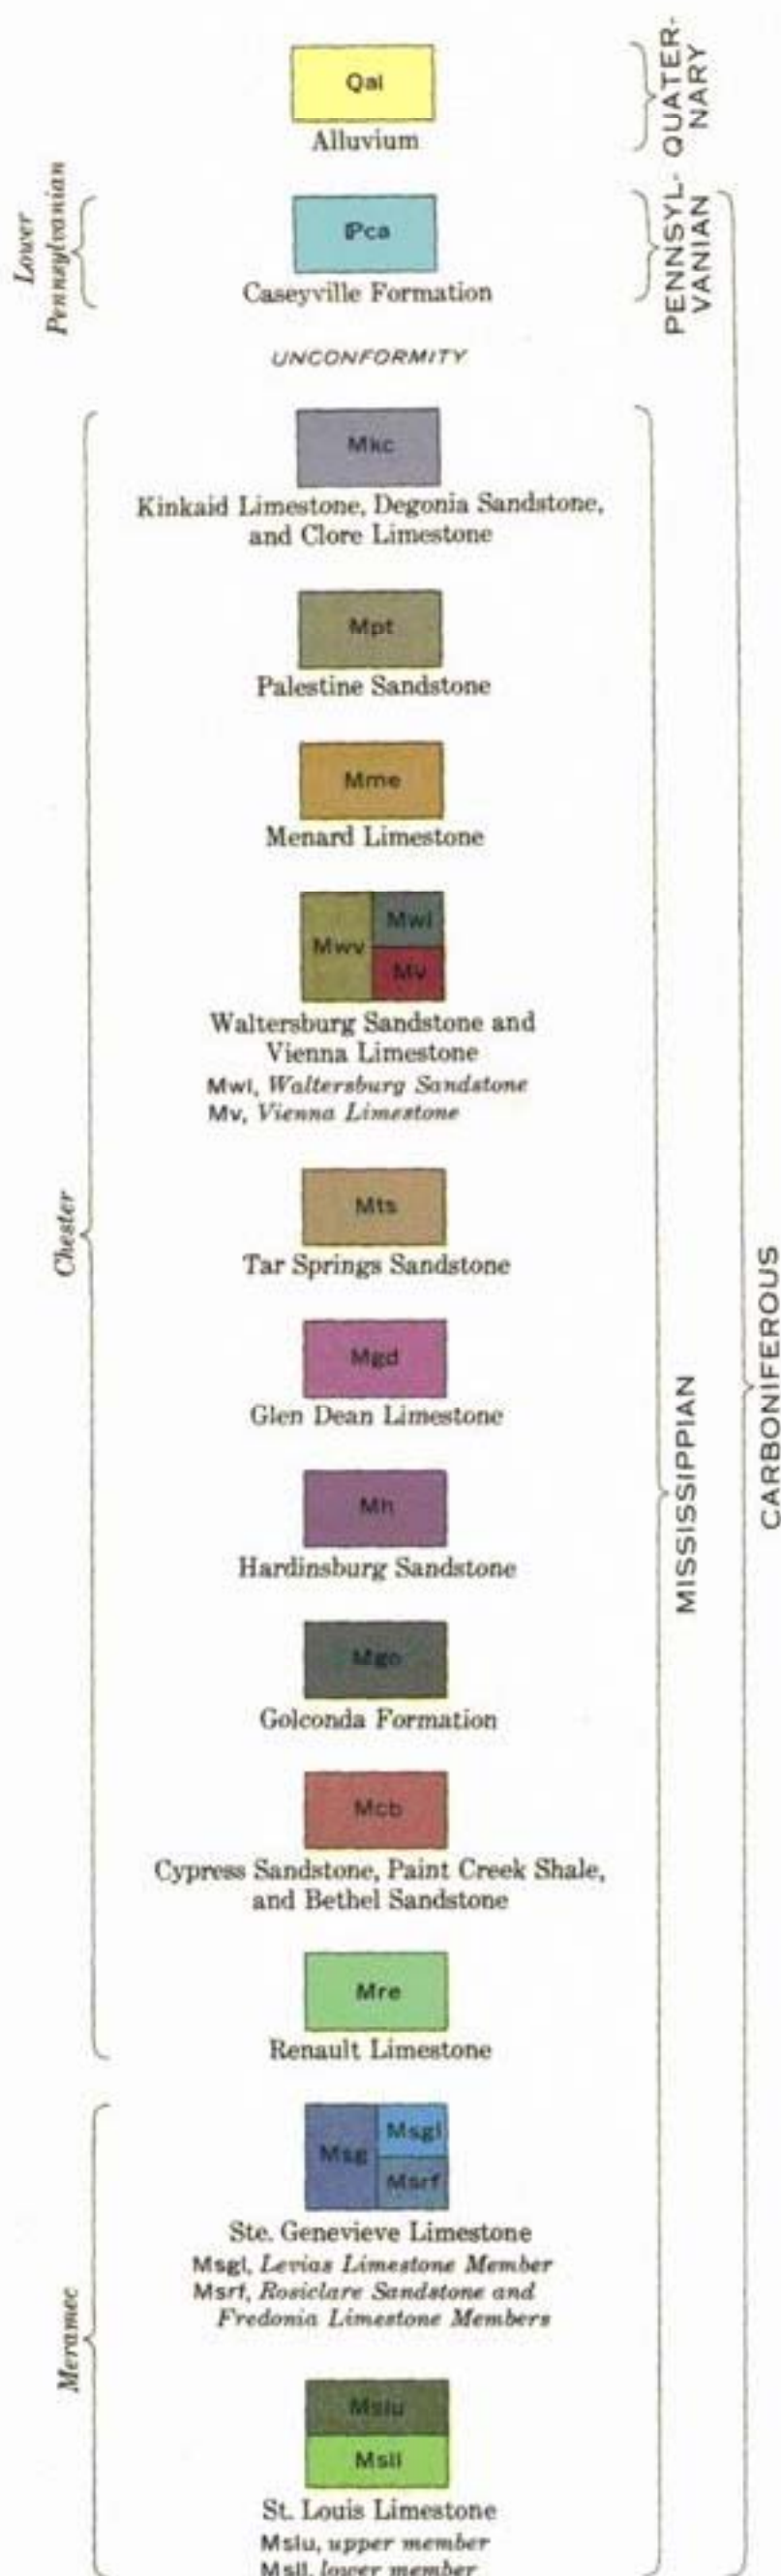 Qal
Alluvium
QUATER-
NARY
Lower
Pennsylvanian
ℙca
Caseyville Formation
PENNSYL-
VANIAN
UNCONFORMITY
Mkc
Kinkaid Limestone, Degonia Sandstone,
and Clore Limestone
Mpt
Palestine Sandstone
Mme
Menard Limestone
Mwv
Mwl
Mv
Waltersburg Sandstone and
Vienna Limestone
Mwl, Waltersburg Sandstone
Mv, Vienna Limestone
Mts
Tar Springs Sandstone
Chester
Mgd
Glen Dean Limestone
Mh
Hardinsburg Sandstone
MISSISSIPPIAN
CARBONIFEROUS
Mgo
Golconda Formation
Mcb
Cypress Sandstone, Paint Creek Shale,
and Bethel Sandstone
Mre
Renault Limestone
Msg
Msgl
Msrf
Ste. Genevieve Limestone
Msgl, Levias Limestone Member
Msrf, Rosiclare Sandstone and
Fredonia Limestone Members
Meramec
Mslu
Msll
St. Louis Limestone
Mslu, upper member
Msll, lower member